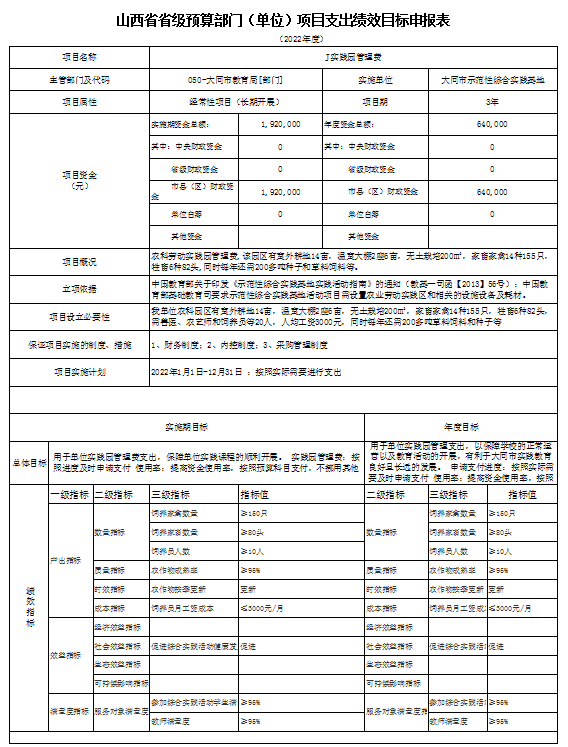 山西省省级预算部门（单位）项目支出绩效目标申报表
（2022年度）
项目名称 J实践园管理费
主管部门及代码 050-大同市教育局[部门] 实施单位 大同市示范性综合实践基地
项目属性 经常性项目（长期开展） 项目期 3年
项目资金（元） 实施期资金总额： 1,920,000 年度资金总额： 640,000
其中：中央财政资金 0 其中：中央财政资金 0
省级财政资金 0 省级财政资金 0
市县（区）财政资金 1,920,000 市县（区）财政资金 640,000
单位自筹 0 单位自筹 0
其他资金 其他资金
项目概况 农科劳动实践园管理费,该园区有室外耕地14亩，温室大棚2座6亩，无土栽培200㎡，家畜家禽14种155只，
牲畜6种82头,同时每年还需200多吨种子和草料饲料等。
立项依据 中国教育部关于印发《示范性综合实践基地实践活动指南》的通知（教基一司函【2013】56号）：中国教
育部基础教育司要求示范性综合实践基地活动项目需设置农业劳动实践区和相关的设施设备及耗材。
项目设立必要性 我单位农科园区有室外耕地14亩，温室大棚2座6亩，无土栽培200㎡，家畜家禽14种155只，牲畜6种82头，
需兽医、农艺师和饲养员等20人，人均工资3000元，同时每年还需200多吨草料饲料和种子等
保证项目实施的制度、措施 1、财务制度；2、内控制度；3、采购管理制度
项目实施计划 2022年1月1日-12月31日 ：按照实际需要进行支出
实施期目标 年度目标
总体目标 用于单位实践园管理费支出，保障单位实践课程的顺利开展。 实践园管理费：按
照进度及时申请支付 使用率：提高资金使用率，按照预算科目支付，不挪用其他
用于单位实践园管理支出，以保障学校的正常运
营以及教育活动的开展，有利于大同市实践教育
良好且长远的发展。 申请支付进度：按照实际需
要及时申请支付 使用率：提高资金使用率，按照
绩效指标
一级指标 二级指标 三级指标 指标值 二级指标 三级指标 指标值
产出指标 数量指标 饲养家禽数量 ≥150只 数量指标 饲养家禽数量 ≥150只
饲养家畜数量 ≥80头 饲养家畜数量 ≥80头
饲养员人数 ≥10人 饲养员人数 ≥10人
质量指标 农作物成熟率 ≥95% 质量指标 农作物成熟率 ≥95%
时效指标 农作物按季更新 更新 时效指标 农作物按季更新 更新
成本指标 饲养员月工资成本 ≤3000元/月 成本指标 饲养员月工资成 ≤3000元/月
效益指标 经济效益指标 经济效益指标
社会效益指标 促进综合实践活动健康发 促进 社会效益指标 促进综合实践活 促进
生态效益指标 生态效益指标
可持续影响指标 可持续影响指标
满意度指标 服务对象满意度 参加综合实践活动学生满 ≥95% 服务对象满意度指 参加综合实践活 ≥95%
教师满意度 ≥95% 教师满意度 ≥95%